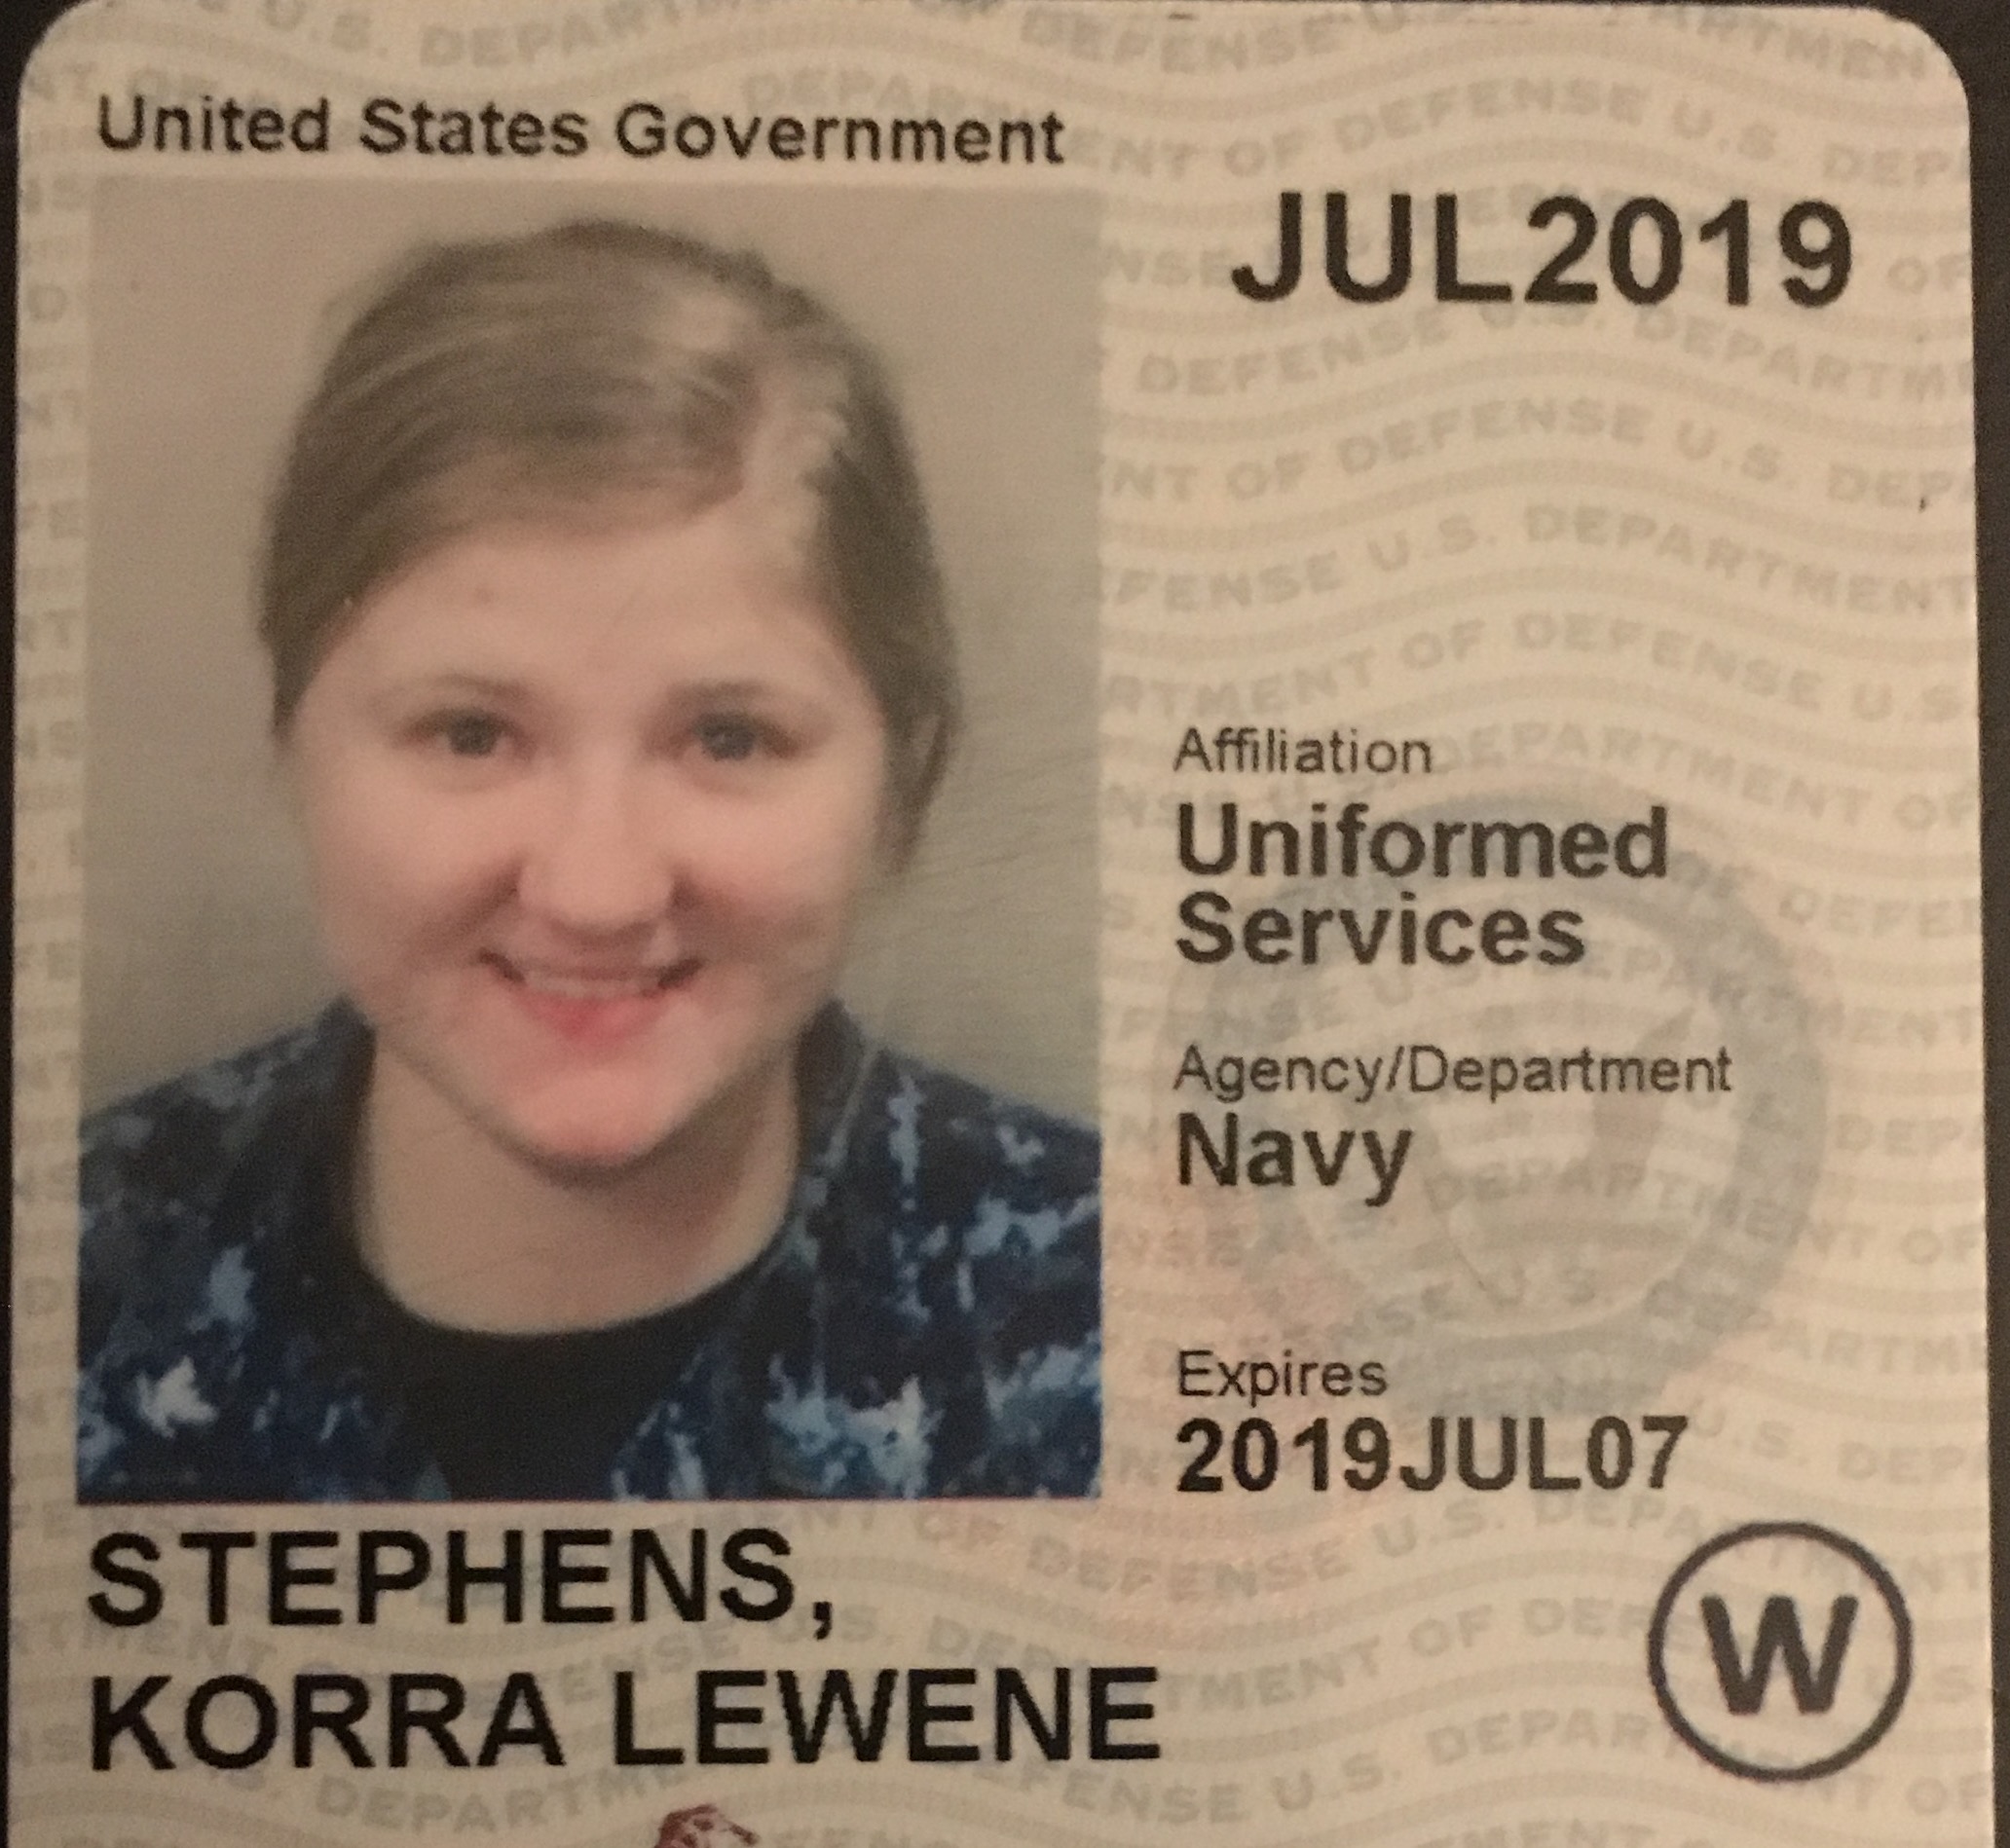 United States Government
JUL2019
Affiliation
Uniformed
Services
Agency/Department
Navy
Expires
2019JUL07
STEPHENS,
KORRA LEWENE
W